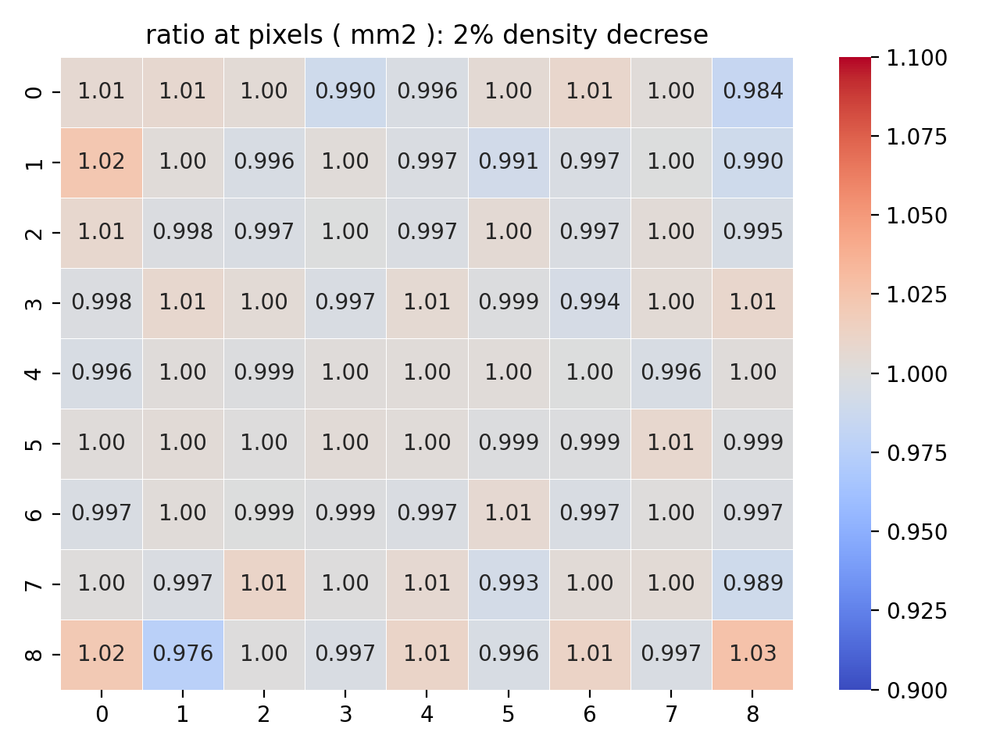 ratio at pixels ( mm2 ): 2% density decrese
0 1.01 1.01 1.00 0.990 0.996 1.00 1.01 1.00 0.984
1 1.02 1.00 0.996 1.00 0.997 0.991 0.997 1.00 0.990
2 1.01 0.998 0.997 1.00 0.997 1.00 0.997 1.00 0.995
3 0.998 1.01 1.00 0.997 1.01 0.999 0.994 1.00 1.01
4 0.996 1.00 0.999 1.00 1.00 1.00 1.00 0.996 1.00
5 1.00 1.00 1.00 1.00 1.00 0.999 0.999 1.01 0.999
6 0.997 1.00 0.999 0.999 0.997 1.01 0.997 1.00 0.997
7 1.00 0.997 1.01 1.00 1.01 0.993 1.00 1.00 0.989
8 1.02 0.976 1.00 0.997 1.01 0.996 1.01 0.997 1.03
0 1 2 3 4 5 6 7 8
1.100
1.075
1.050
1.025
1.000
0.975
0.950
0.925
0.900